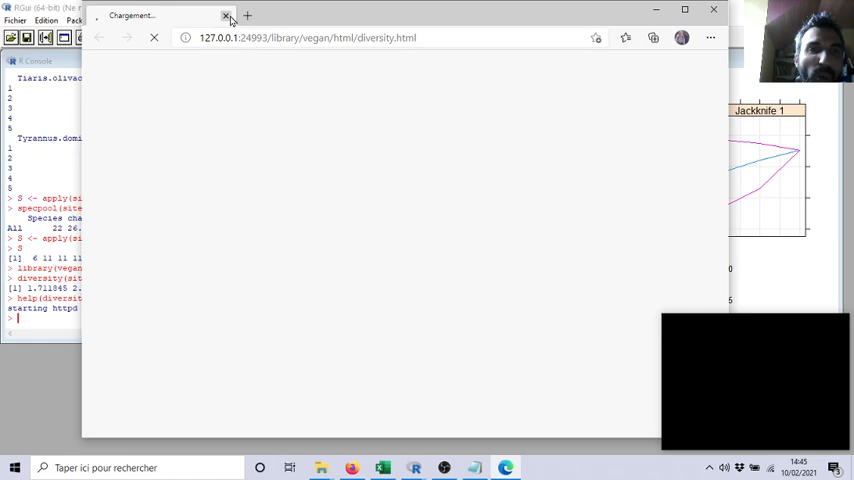 RGui (64-bit)
Fichier Edition
Chargement...
127.0.0.1:24993/library/vegan/html/diversity.html
R Console
Tiaris.olivac
1
2
3
4
5
Tyrannus.domi
1
2
3
4
5
> S <- apply(si
> specpool(site
Species cha
All 22 26.
> S <- apply(si
> S
[1] 6 11 11 11
> library(vegan
> diversity(sit
[1] 1.711845 2.
> help(diversit
starting httpd
>
Jackknife 1
0
5
Taper ici pour rechercher
14:45
10/02/2021
3